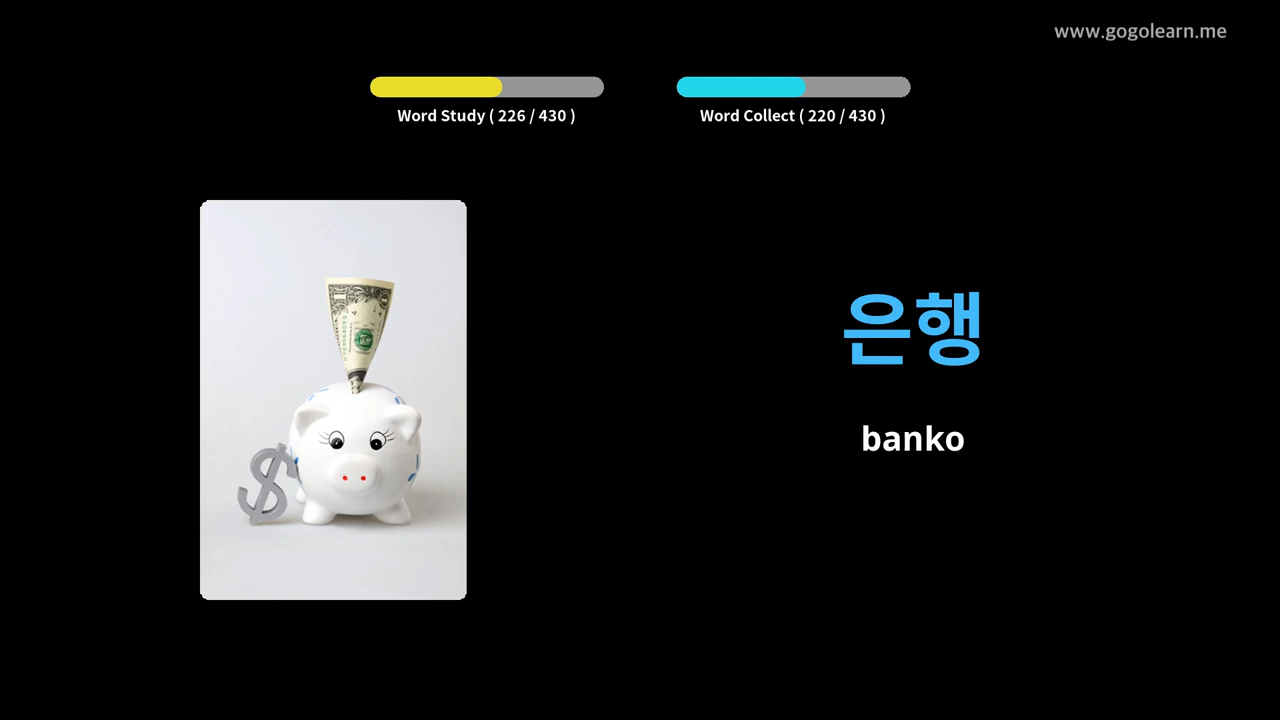 www.gogolearn.me
Word Study ( 226 / 430 )
Word Collect ( 220 / 430 )
은행
banko
$